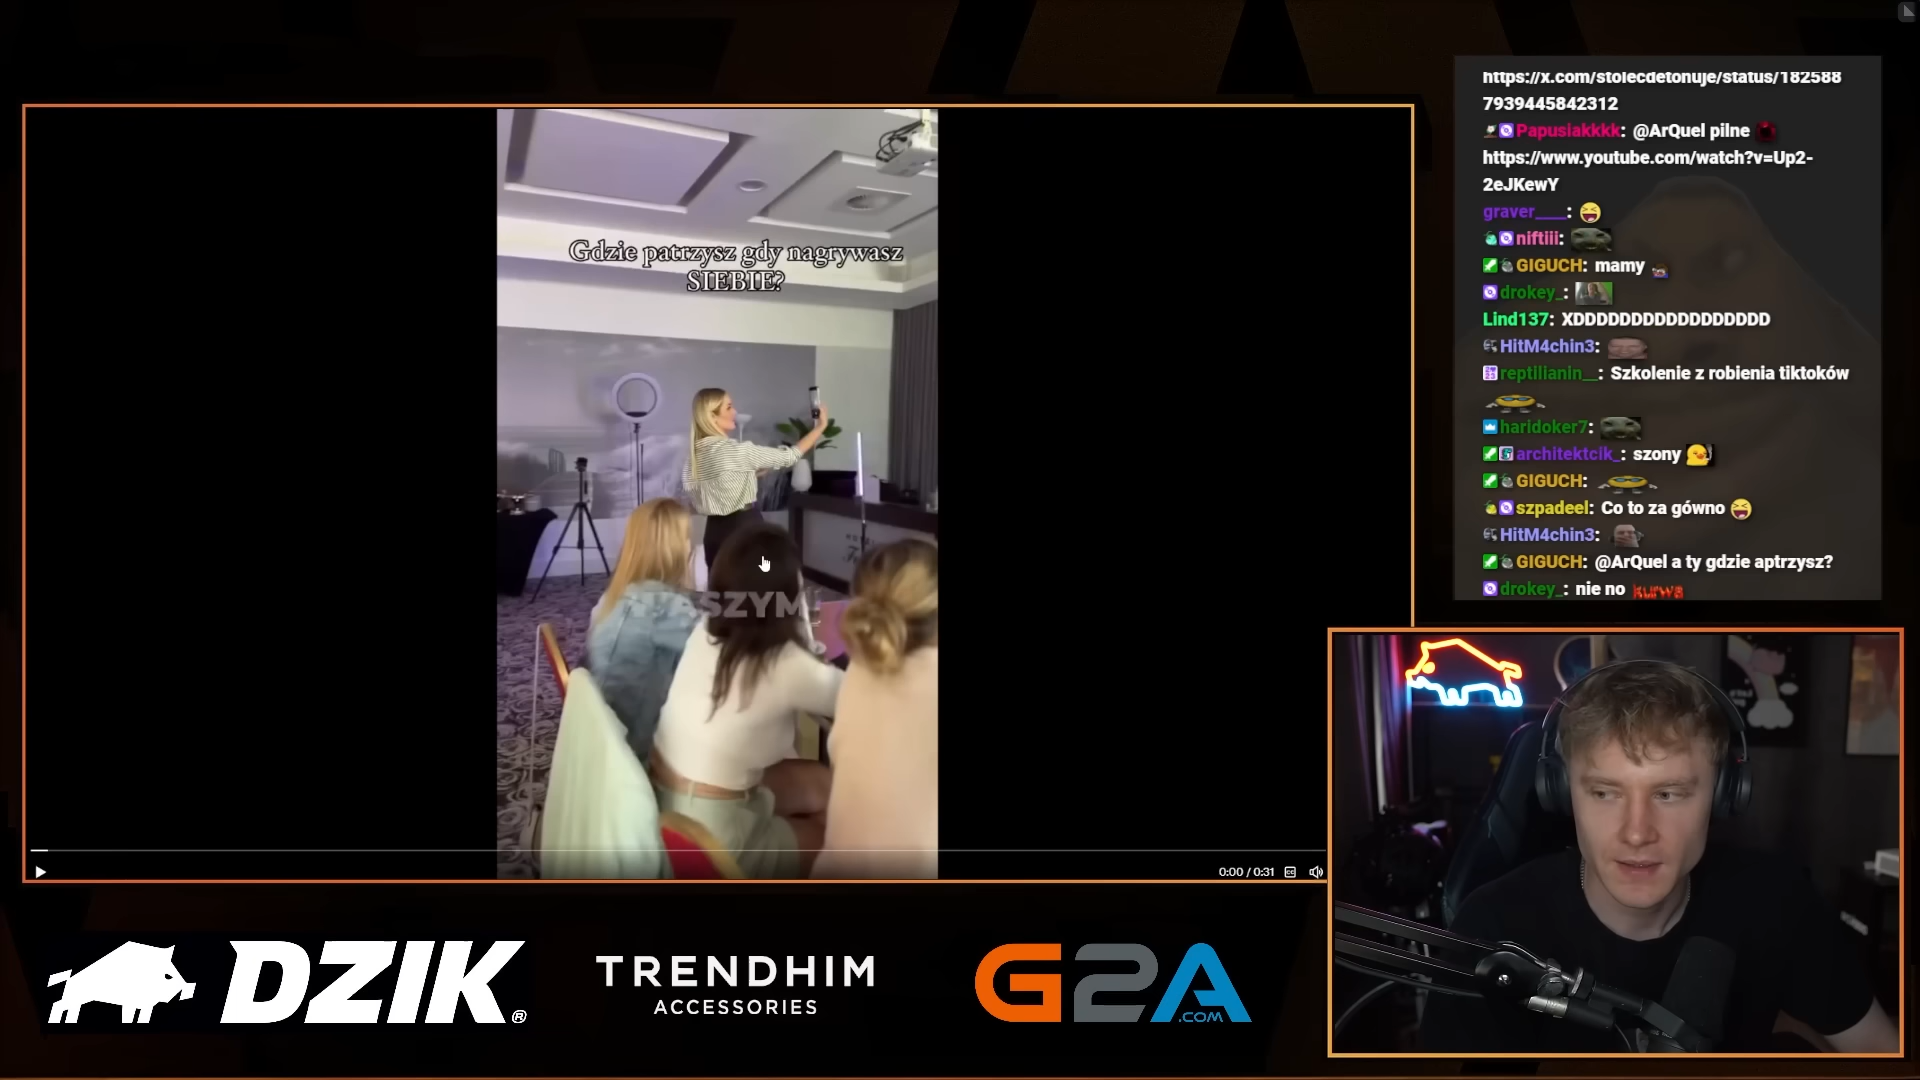 Gdzie patrzysz gdy nagrywasz
SIEBIE?
0:00 / 0:31
https://x.com/stolecdetonuje/status/182588
7939445842312
Papusiakkkk: @ArQuel pilne
https://www.youtube.com/watch?v=Up2-
2eJKewY
graver____:
niftiii:
GIGUCH: mamy
drokey_:
Lind137: XDDDDDDDDDDDDDDDDD
HitM4chin3:
reptilianin__: Szkolenie z robienia tiktoków
haridoker7:
architektcik_: szony
GIGUCH:
szpadeel: Co to za gówno
HitM4chin3:
GIGUCH: @ArQuel a ty gdzie aptrzysz?
drokey_: nie no kurwa
DZIK®
TRENDHIM
ACCESSORIES
G2A
.COM